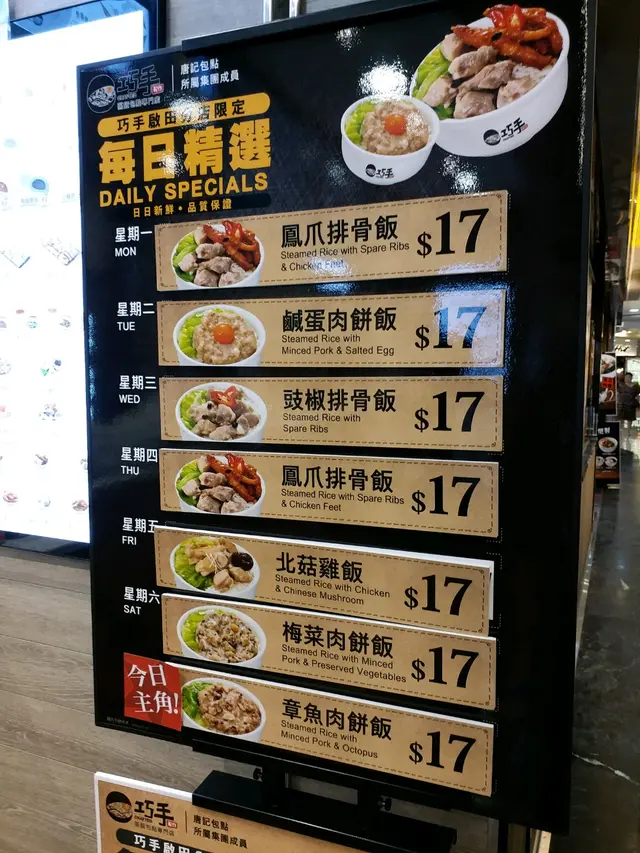 巧手
唐記包點
所屬集團成員
巧手啟田
店限定
每日精選
DAILY SPECIALS
日日新鮮・品質保證
星期一
MON
鳳爪排骨飯
Steamed Rice with Spare Ribs
& Chicken Feet
$17
星期二
TUE
鹹蛋肉餅飯
Steamed Rice with
Minced Pork & Salted Egg
$17
星期三
WED
豉椒排骨飯
Steamed Rice with
Spare Ribs
$17
星期四
THU
鳳爪排骨飯
Steamed Rice with Spare Ribs
& Chicken Feet
$17
星期五
FRI
北菇雞飯
Steamed Rice with Chicken
& Chinese Mushroom
$17
星期六
SAT
梅菜肉餅飯
Steamed Rice with Minced
Pork & Preserved Vegetables
$17
今日
主角!
章魚肉餅飯
Steamed Rice with
Minced Pork & Octopus
$17
巧手
唐記包點
所屬集團成員
巧手啟田